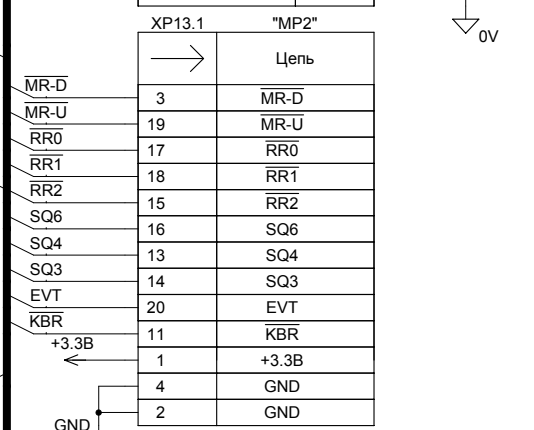 0V
XP13.1 "MP2"
Цепь
MR-D 3 MR-D
MR-U 19 MR-U
RR0 17 RR0
RR1 18 RR1
RR2 15 RR2
SQ6 16 SQ6
SQ4 13 SQ4
SQ3 14 SQ3
EVT 20 EVT
KBR 11 KBR
+3.3В 1 +3.3В
4 GND
GND 2 GND